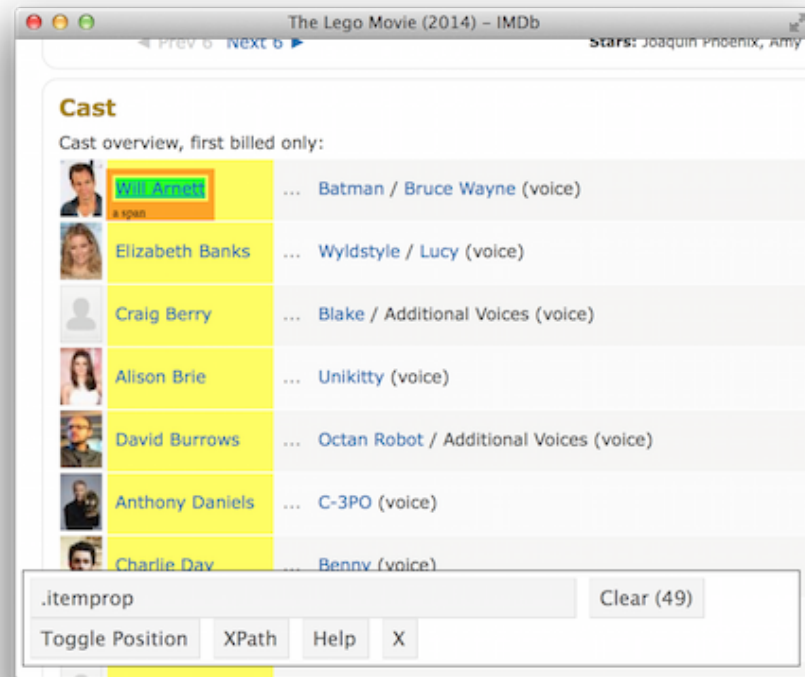 The Lego Movie (2014) – IMDb
◀ Prev 6 Next 6 ▶ Stars: Joaquin Phoenix, Amy
Cast
Cast overview, first billed only:
Will Arnett ... Batman / Bruce Wayne (voice)
a span
Elizabeth Banks ... Wyldstyle / Lucy (voice)
Craig Berry ... Blake / Additional Voices (voice)
Alison Brie ... Unikitty (voice)
David Burrows ... Octan Robot / Additional Voices (voice)
Anthony Daniels ... C-3PO (voice)
Charlie Day ... Benny (voice)
.itemprop Clear (49)
Toggle Position XPath Help X